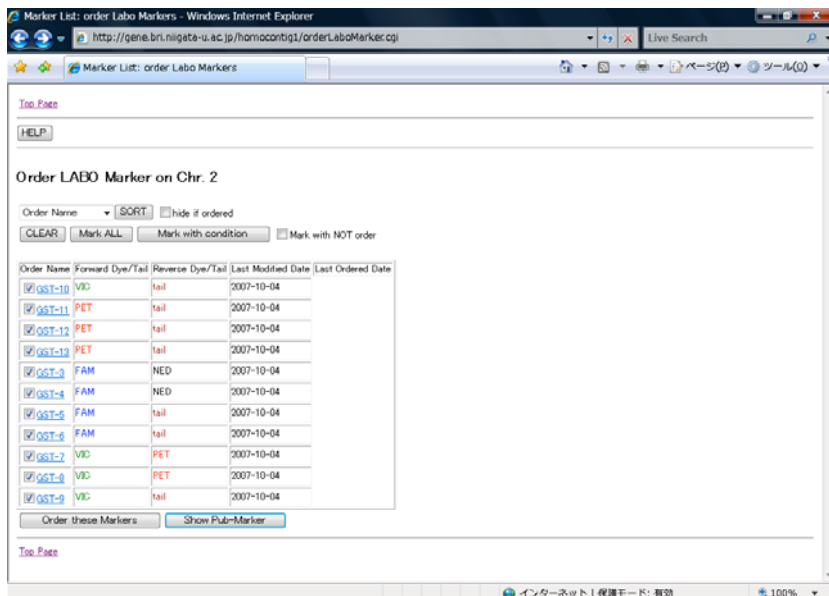 Marker List: order Labo Markers - Windows Internet Explorer
http://gene.bri.niigata-u.ac.jp/homocontig1/orderLaboMarker.cgi
Live Search
Marker List: order Labo Markers
ページ(P) ツール(O)
Top Page
HELP
Order LABO Marker on Chr. 2
Order Name SORT hide if ordered
CLEAR Mark ALL Mark with condition Mark with NOT order
Order Name Forward Dye/Tail Reverse Dye/Tail Last Modified Date Last Ordered Date
GST-10 VIC tail 2007-10-04
GST-11 PET tail 2007-10-04
GST-12 PET tail 2007-10-04
GST-13 PET tail 2007-10-04
GST-3 FAM NED 2007-10-04
GST-4 FAM NED 2007-10-04
GST-5 FAM tail 2007-10-04
GST-6 FAM tail 2007-10-04
GST-7 VIC PET 2007-10-04
GST-8 VIC PET 2007-10-04
GST-9 VIC tail 2007-10-04
Order these Markers Show Pub-Marker
Top Page
インターネット | 保護モード: 有効 100%